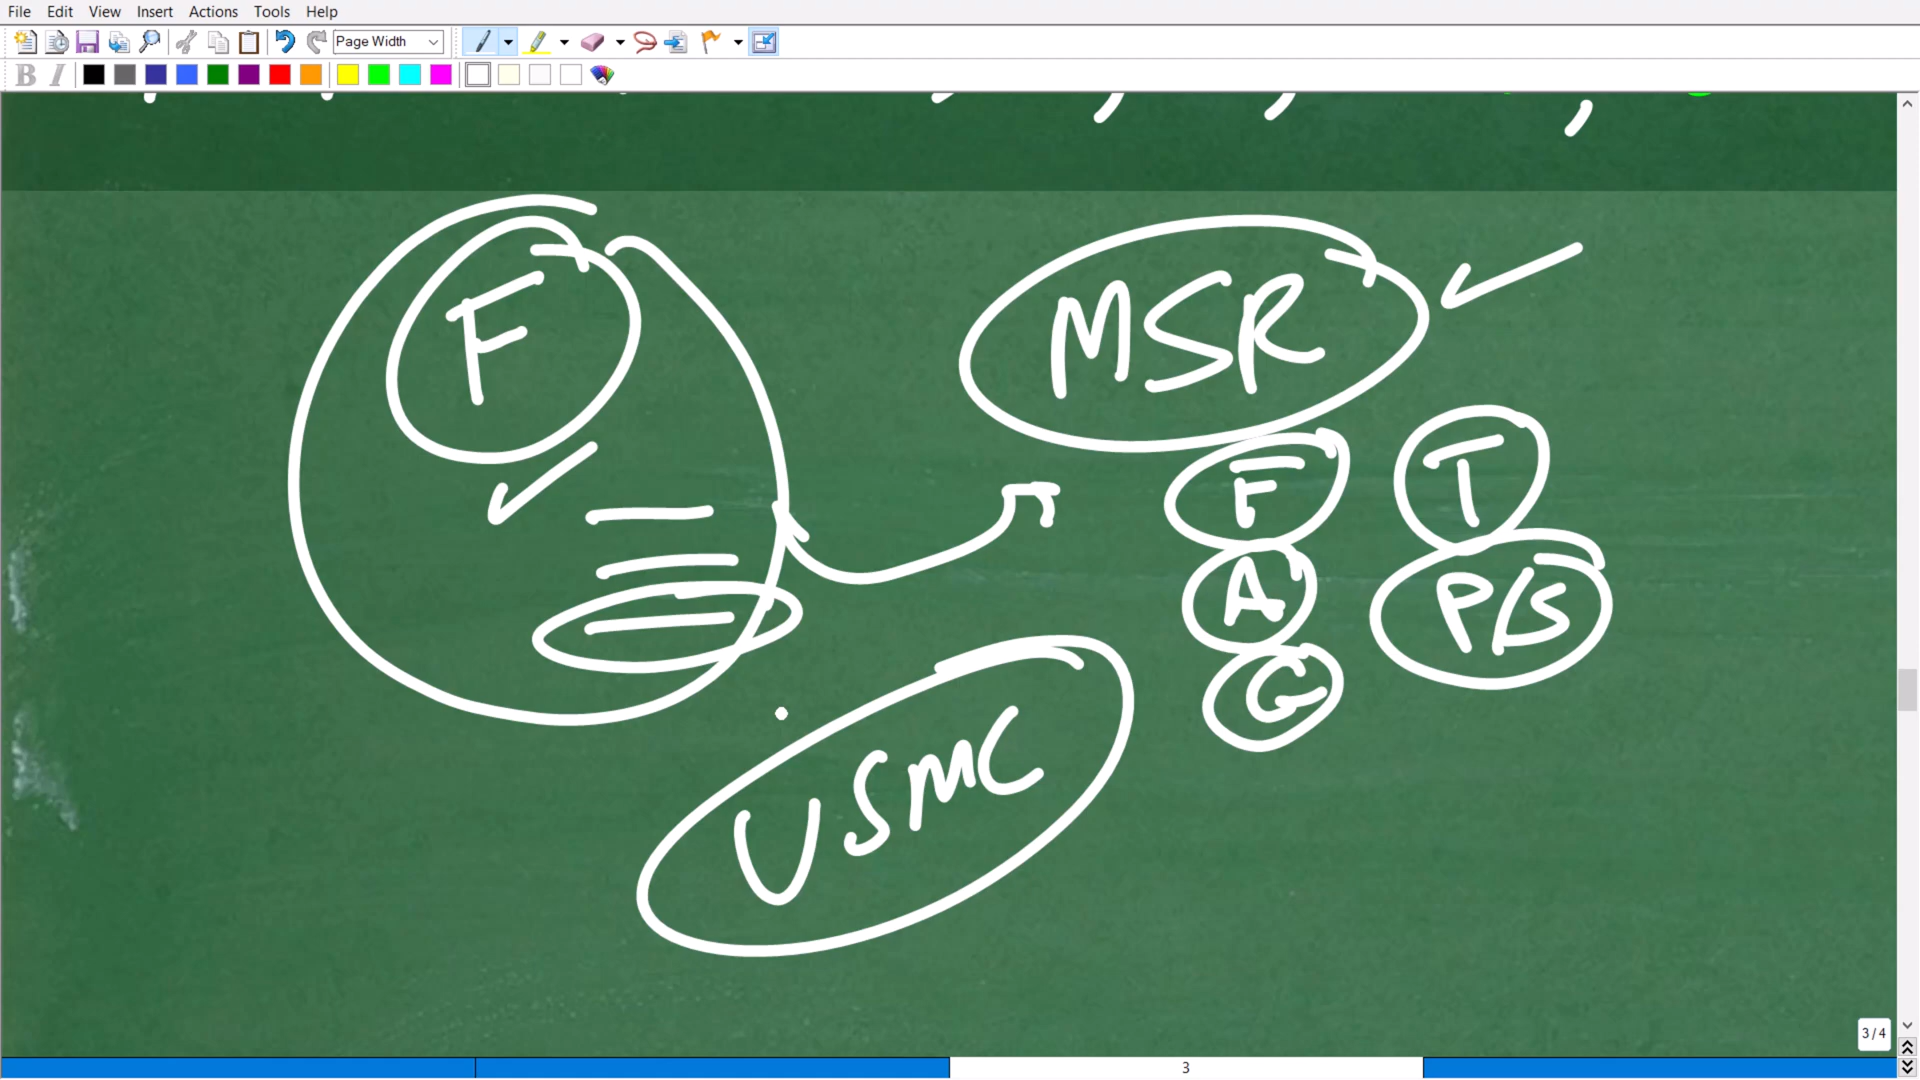 File Edit View Insert Actions Tools Help
Page Width
B I
F
MSR
F T
A P/S
G
USMC
3/4
3